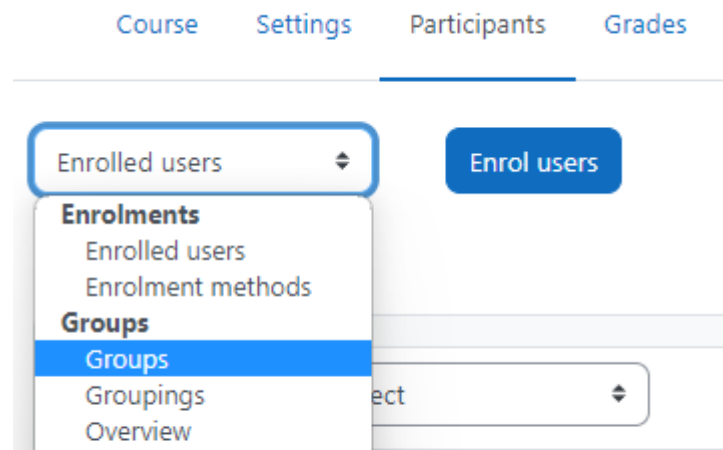 Course Settings Participants Grades
Enrolled users Enrol users
Enrolments
Enrolled users
Enrolment methods
Groups
Groups
Groupings
ect
Overview